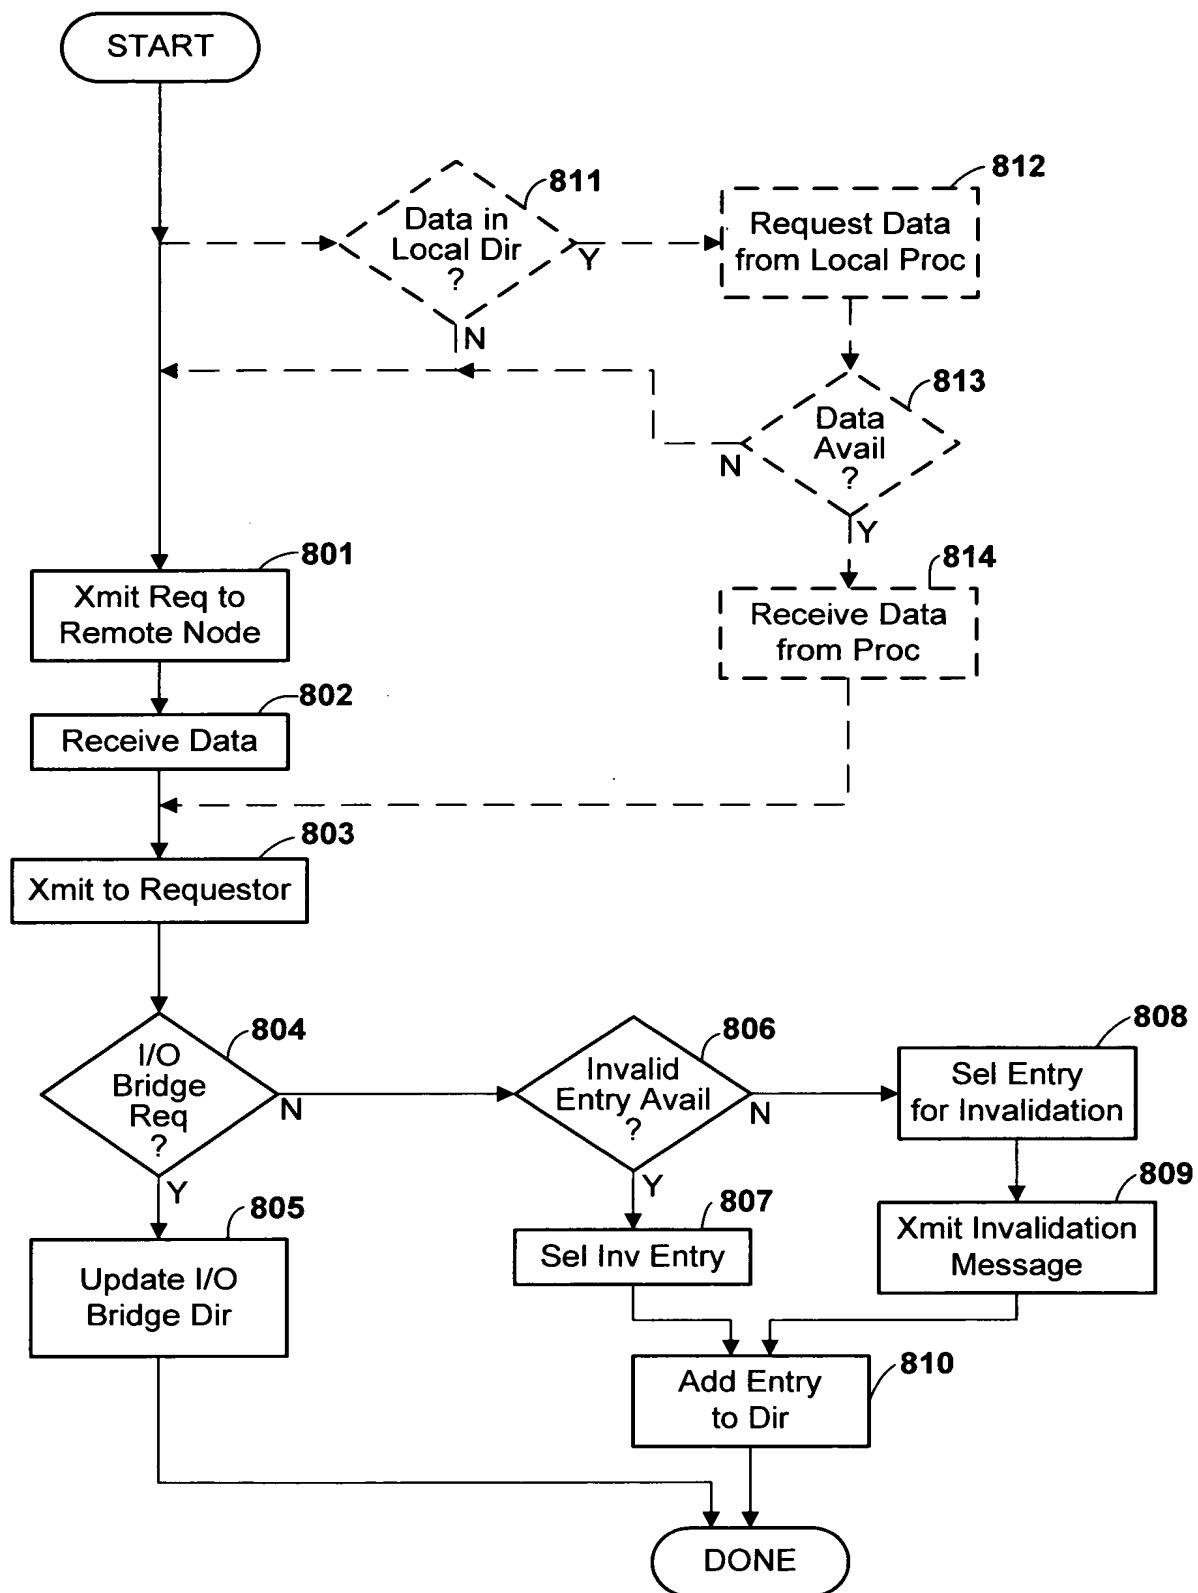 START
811
Data in
Local Dir
?
Y
N
812
Request Data
from Local Proc
813
Data
Avail
?
N
Y
814
Receive Data
from Proc
801
Xmit Req to
Remote Node
802
Receive Data
803
Xmit to Requestor
804
I/O
Bridge
Req
?
N
Y
805
Update I/O
Bridge Dir
806
Invalid
Entry Avail
?
N
Y
807
Sel Inv Entry
808
Sel Entry
for Invalidation
809
Xmit Invalidation
Message
810
Add Entry
to Dir
DONE